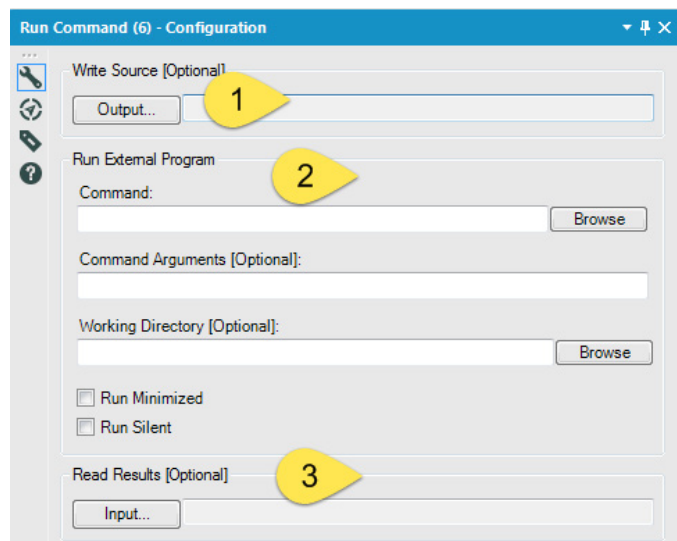 Run Command (6) - Configuration
Write Source [Optional]
Output...
1
Run External Program
2
Command:
Browse
Command Arguments [Optional]:
Working Directory [Optional]:
Browse
Run Minimized
Run Silent
Read Results [Optional]
3
Input...